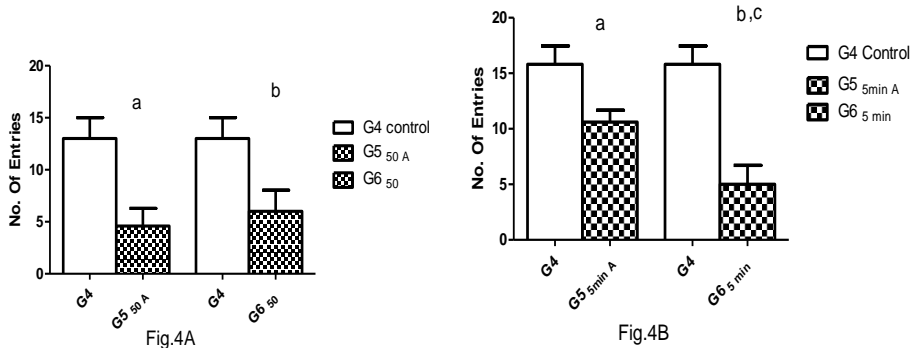 20
15
10
5
0
No. Of Entries
a
b
G4
G5 50 A
G4
G6 50
G4 control
G5 50 A
G6 50
Fig.4A
20
15
10
5
0
No. Of Entries
a
b,c
G4
G5 5min A
G4
G6 5 min
G4 Control
G5 5min A
G6 5 min
Fig.4B